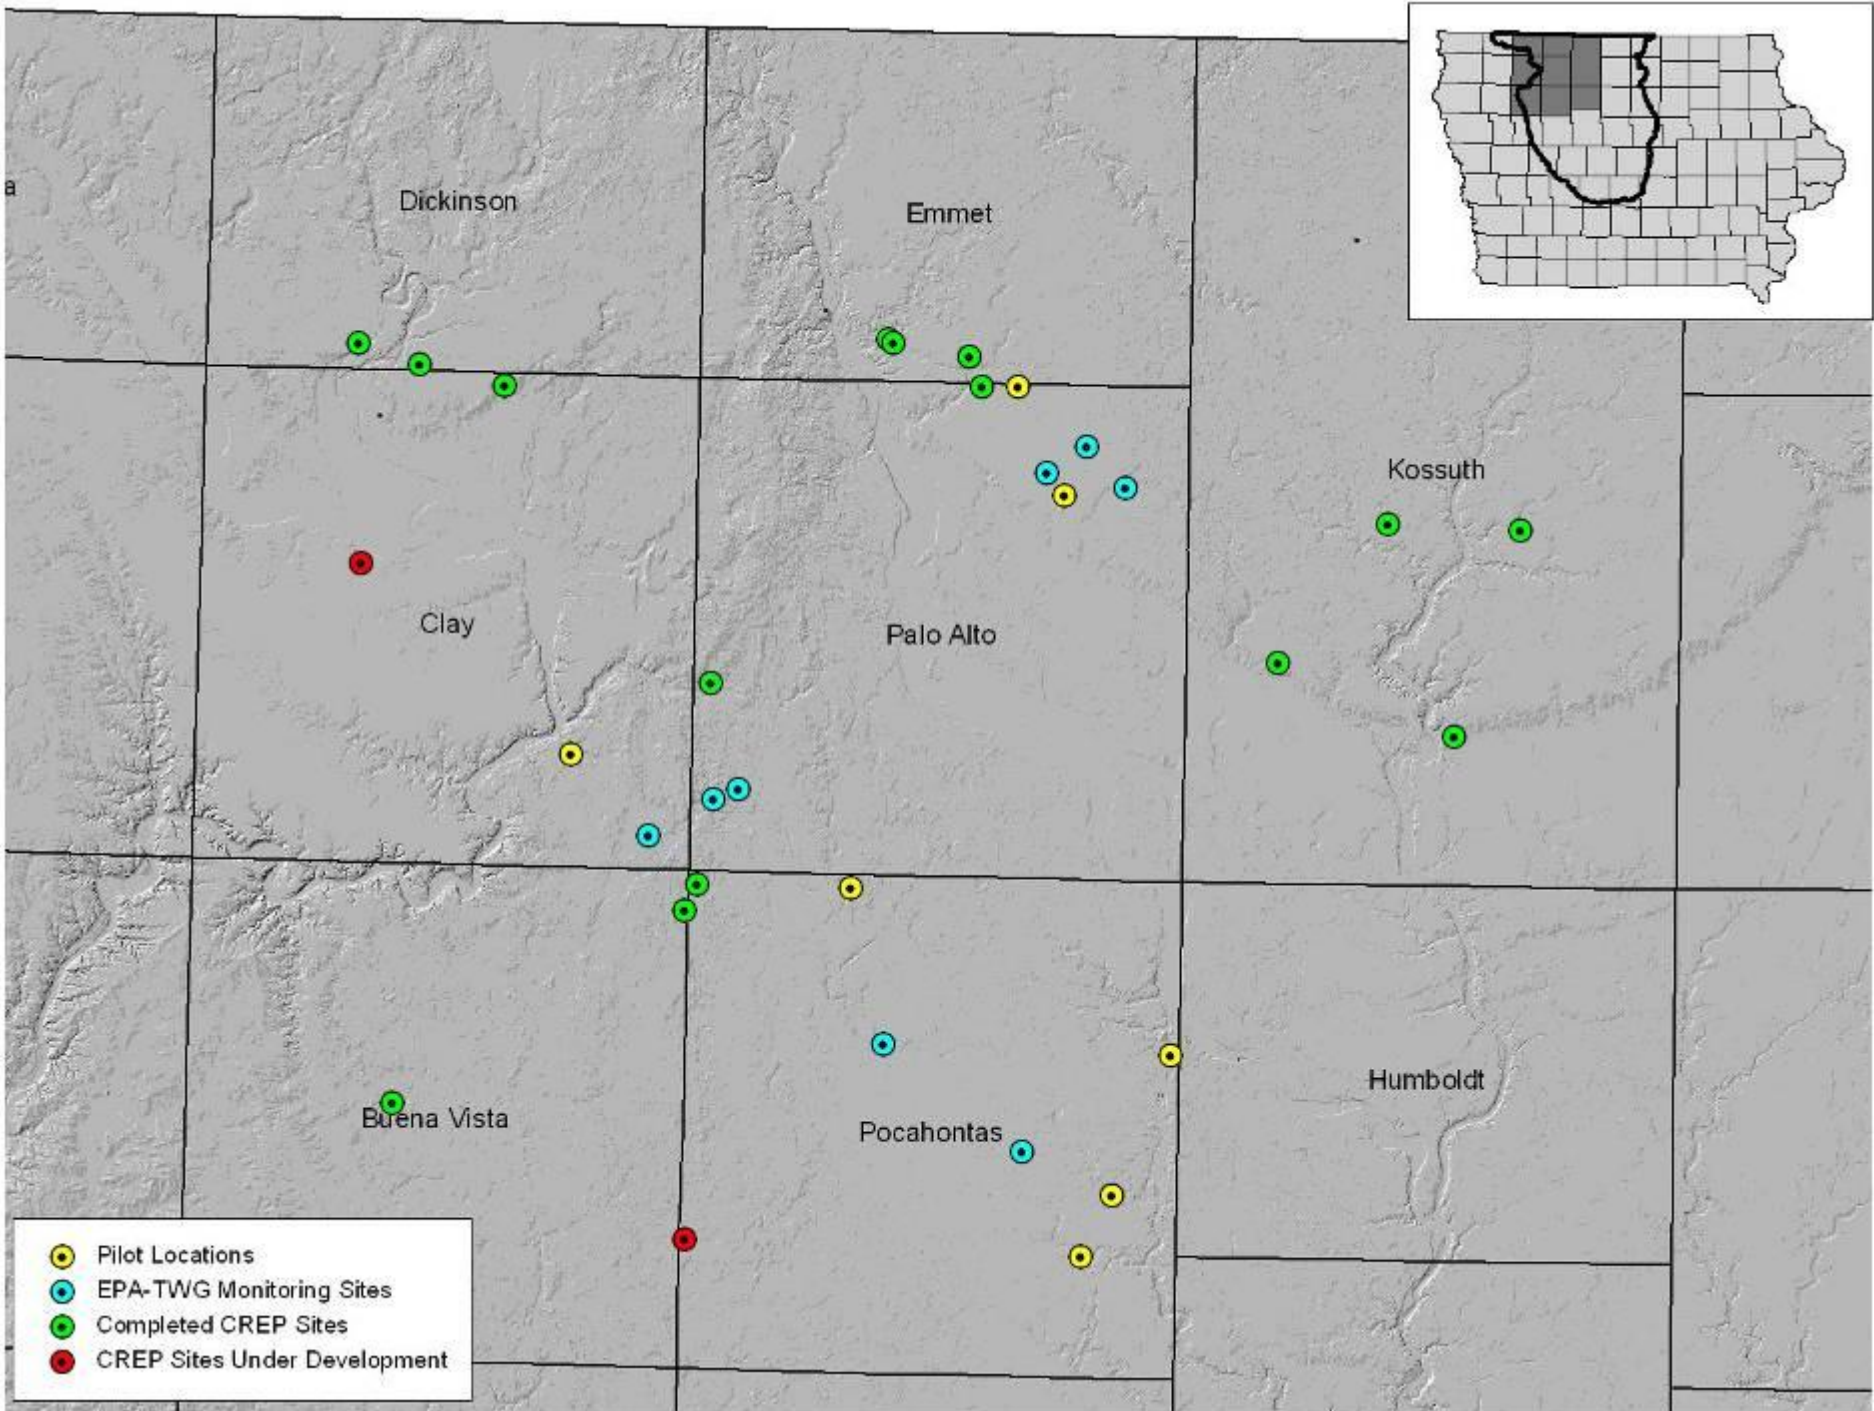 a
Dickinson
Emmet
Kossuth
Clay
Palo Alto
Humboldt
Buena Vista
Pocahontas
Pilot Locations
EPA-TWG Monitoring Sites
Completed CREP Sites
CREP Sites Under Development